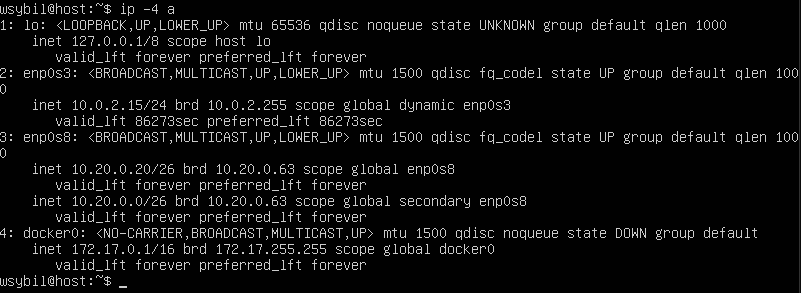 wsybil@host:~$ ip -4 a
1: lo: <LOOPBACK,UP,LOWER_UP> mtu 65536 qdisc noqueue state UNKNOWN group default qlen 1000
    inet 127.0.0.1/8 scope host lo
       valid_lft forever preferred_lft forever
2: enp0s3: <BROADCAST,MULTICAST,UP,LOWER_UP> mtu 1500 qdisc fq_codel state UP group default qlen 100
0
    inet 10.0.2.15/24 brd 10.0.2.255 scope global dynamic enp0s3
       valid_lft 86273sec preferred_lft 86273sec
3: enp0s8: <BROADCAST,MULTICAST,UP,LOWER_UP> mtu 1500 qdisc fq_codel state UP group default qlen 100
0
    inet 10.20.0.20/26 brd 10.20.0.63 scope global enp0s8
       valid_lft forever preferred_lft forever
    inet 10.20.0.0/26 brd 10.20.0.63 scope global secondary enp0s8
       valid_lft forever preferred_lft forever
4: docker0: <NO-CARRIER,BROADCAST,MULTICAST,UP> mtu 1500 qdisc noqueue state DOWN group default
    inet 172.17.0.1/16 brd 172.17.255.255 scope global docker0
       valid_lft forever preferred_lft forever
wsybil@host:~$ _